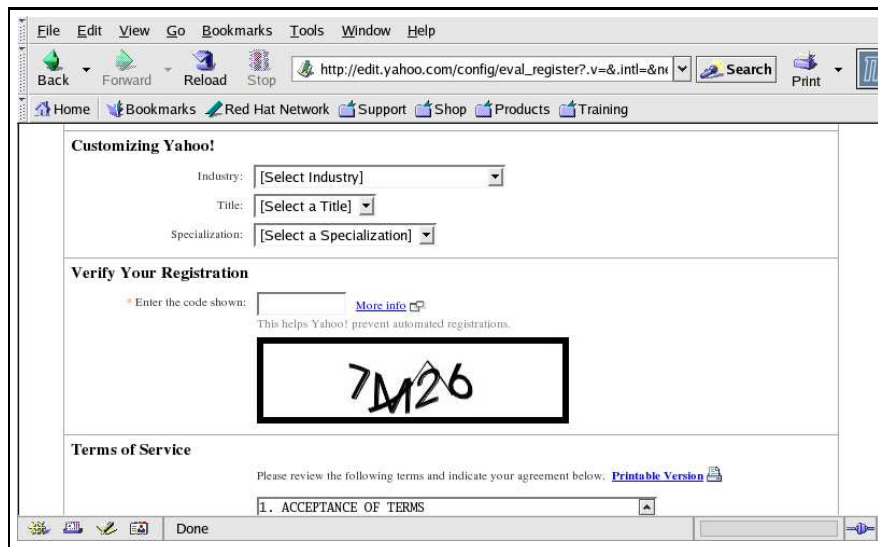 File Edit View Go Bookmarks Tools Window Help
Back Forward Reload Stop http://edit.yahoo.com/config/eval_register?.v=&.intl=&ne Search Print
Home Bookmarks Red Hat Network Support Shop Products Training
Customizing Yahoo!
Industry: [Select Industry]
Title: [Select a Title]
Specialization: [Select a Specialization]
Verify Your Registration
* Enter the code shown: More info
This helps Yahoo! prevent automated registrations.
7M26
Terms of Service
Please review the following terms and indicate your agreement below. Printable Version
1. ACCEPTANCE OF TERMS
Done